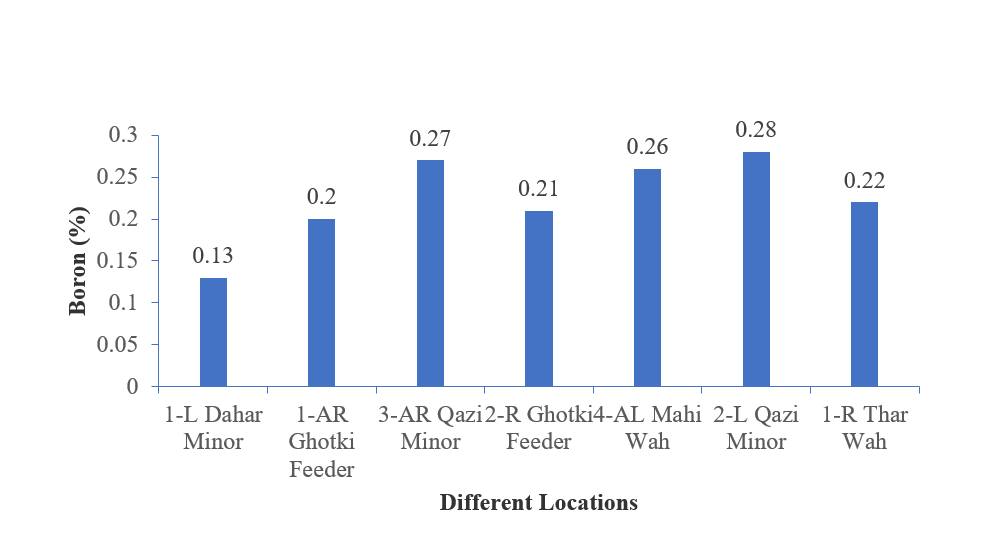 0.3
0.25
0.2
0.15
0.1
0.05
0
Boron (%)
0.13
0.2
0.27
0.21
0.26
0.28
0.22
1-L Dahar
Minor
1-AR
Ghotki
Feeder
3-AR Qazi
Minor
2-R Ghotki
Feeder
4-AL Mahi
Wah
2-L Qazi
Minor
1-R Thar
Wah
Different Locations